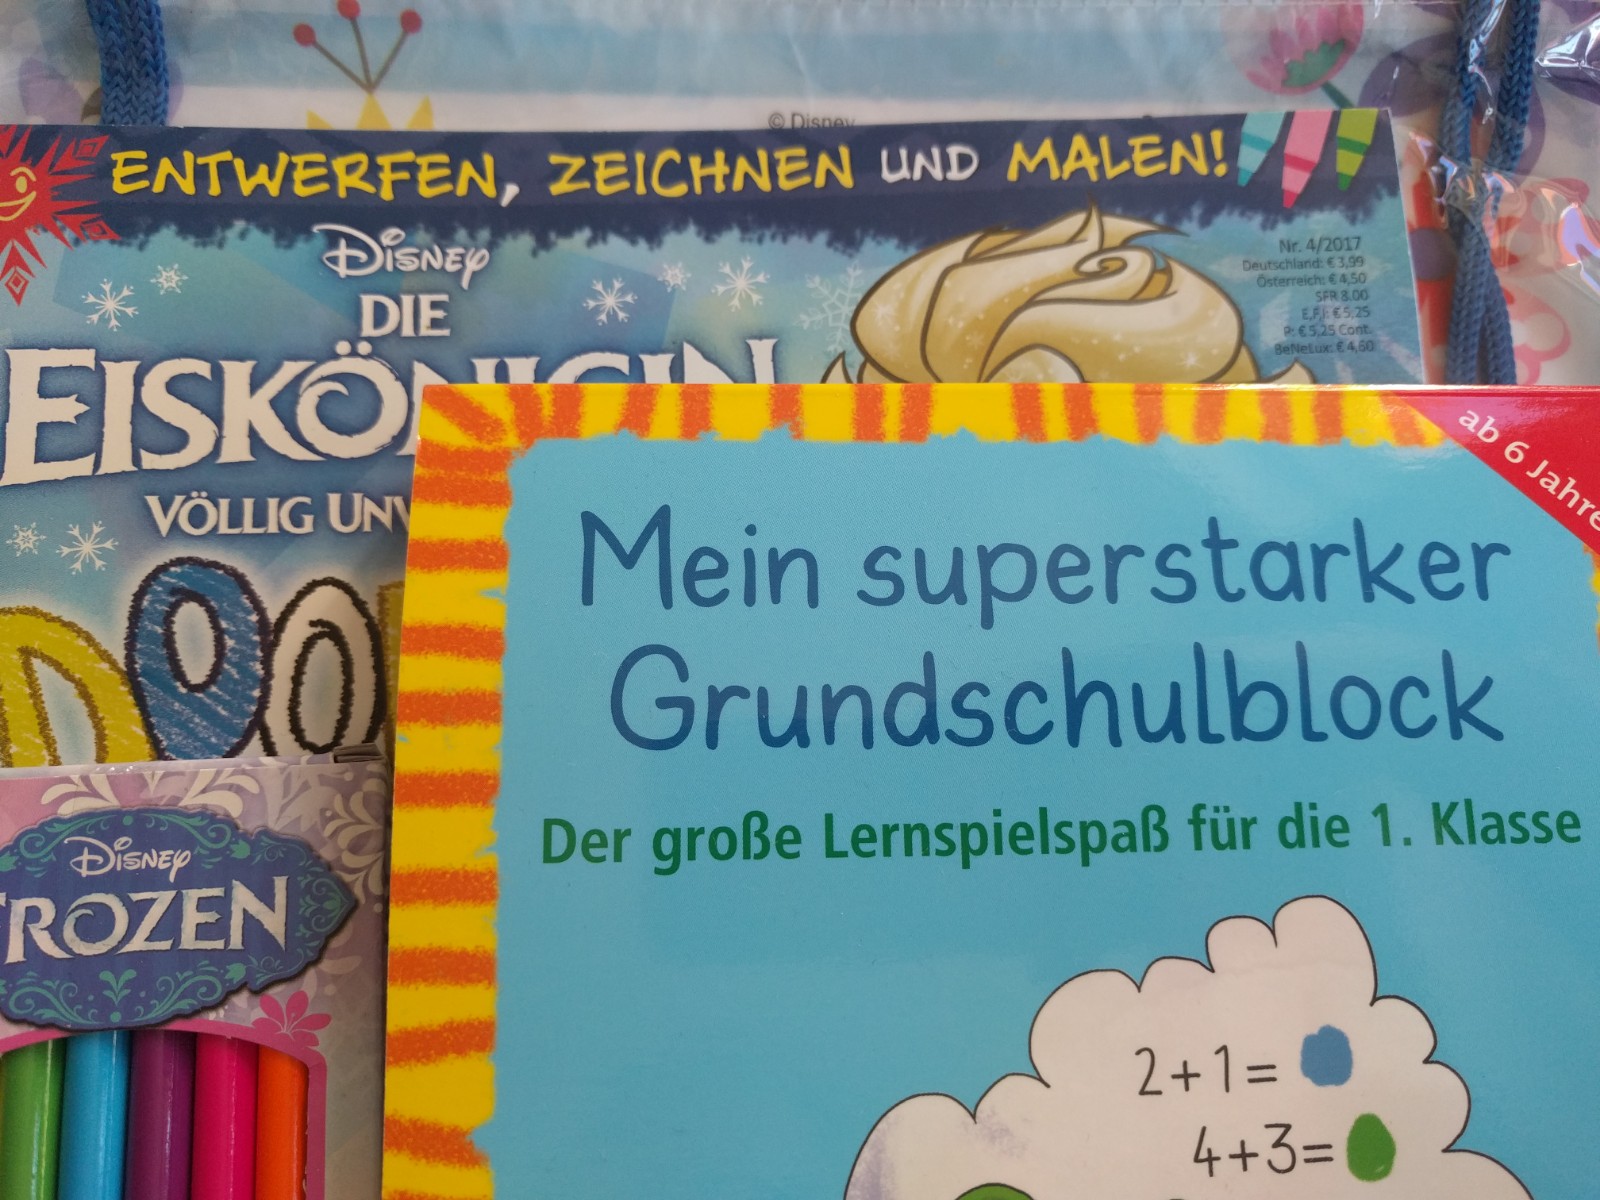 © Disney
ENTWERFEN, ZEICHNEN UND MALEN!
Disney
DIE
EISKÖNIGIN
VÖLLIG
Nr. 4/2017
Deutschland: € 3,99
Österreich: € 4,50
SFR 8.00
E,F,I: € 5,25
P: € 5,25 Cont.
BeNeLux: € 4,60
ab 6 Jahre
Mein superstarker
Grundschulblock
Der große Lernspielspaß für die 1. Klasse
2+1=
4+3=
Disney
FROZEN